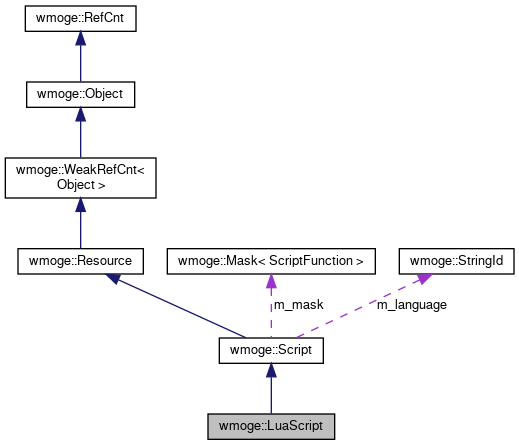 wmoge::RefCnt
wmoge::Object
wmoge::WeakRefCnt<
Object >
wmoge::Resource
wmoge::Mask< ScriptFunction >
wmoge::StringId
m_mask
m_language
wmoge::Script
wmoge::LuaScript